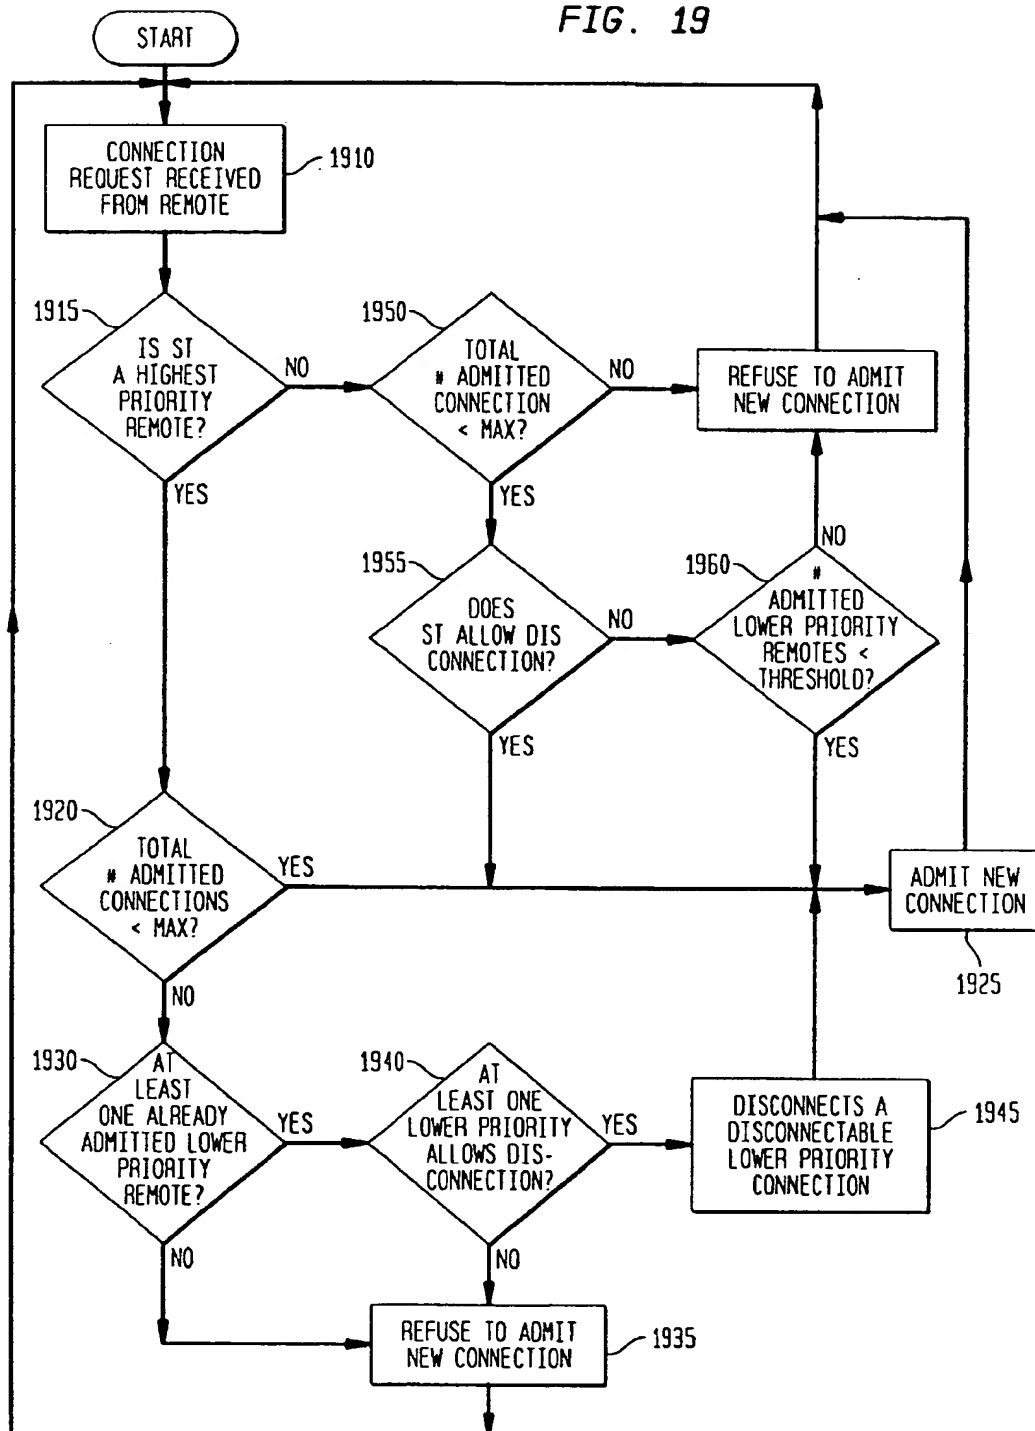 FIG. 19
START
CONNECTION
REQUEST RECEIVED
FROM REMOTE
1910
1915
IS ST
A HIGHEST
PRIORITY
REMOTE?
NO
YES
1950
TOTAL
# ADMITTED
CONNECTION
< MAX?
NO
YES
REFUSE TO ADMIT
NEW CONNECTION
1955
DOES
ST ALLOW DIS
CONNECTION?
NO
YES
1960
NO
#
ADMITTED
LOWER PRIORITY
REMOTES <
THRESHOLD?
YES
1920
TOTAL
# ADMITTED
CONNECTIONS
< MAX?
YES
NO
ADMIT NEW
CONNECTION
1925
1930
AT
LEAST
ONE ALREADY
ADMITTED LOWER
PRIORITY
REMOTE?
YES
NO
1940
AT
LEAST ONE
LOWER PRIORITY
ALLOWS DIS-
CONNECTION?
YES
NO
DISCONNECTS A
DISCONNECTABLE
LOWER PRIORITY
CONNECTION
1945
REFUSE TO ADMIT
NEW CONNECTION
1935